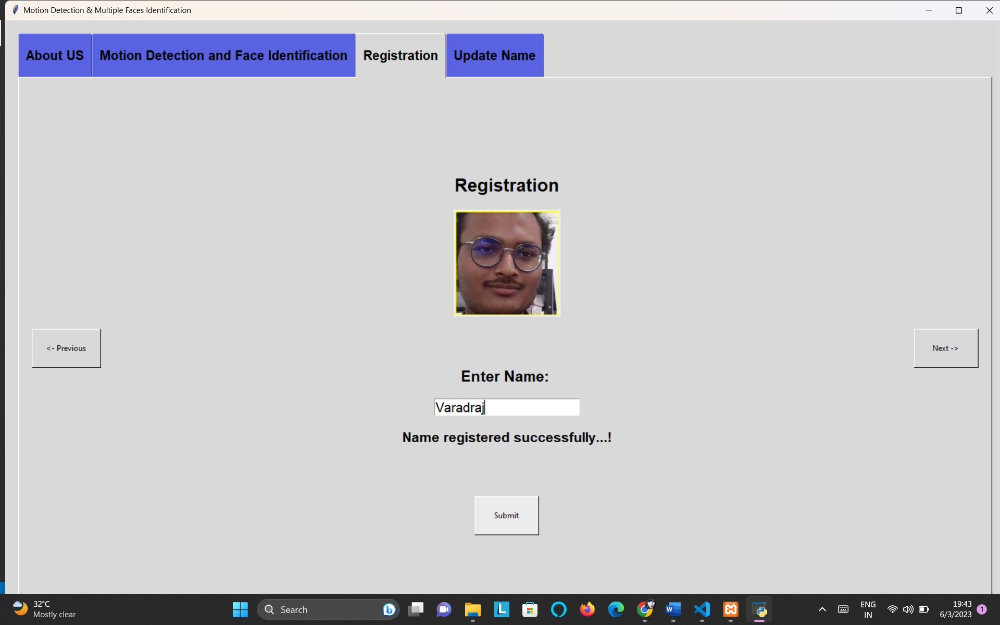 Motion Detection & Multiple Faces Identification
About US
Motion Detection and Face Identification
Registration
Update Name
Registration
<- Previous
Next ->
Enter Name:
Varadraj
Name registered successfully...!
Submit
32°C
Mostly clear
Search
L
W
ENG
IN
19:43
6/3/2023
1